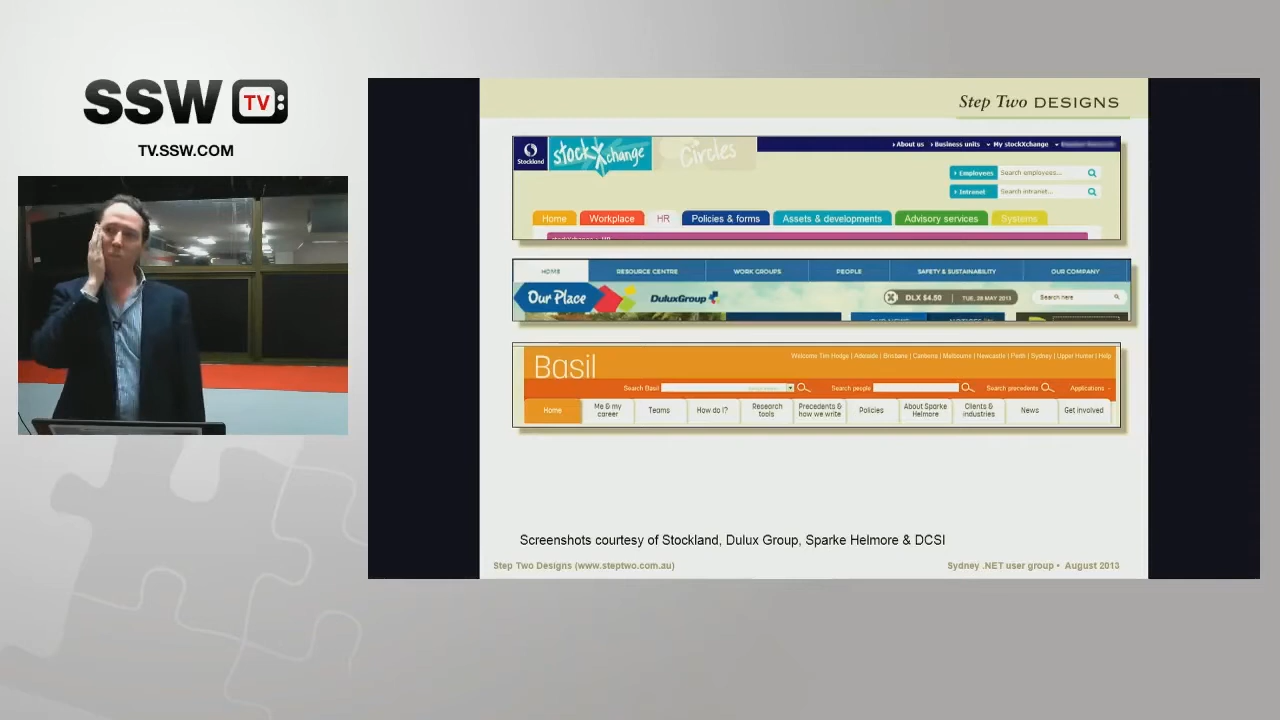 SSW TV
TV.SSW.COM
Step Two DESIGNS
Stockland
stockXchange
Circles
About us
Business units
My stockXchange
Employees
Search employees...
Intranet
Search intranet...
Home
Workplace
HR
Policies & forms
Assets & developments
Advisory services
Systems
HOME
RESOURCE CENTRE
WORK GROUPS
PEOPLE
SAFETY & SUSTAINABILITY
OUR COMPANY
Our Place
DuluxGroup
DLX $4.50
TUE, 28 MAY 2013
Search here
OUR NEWS
Basil
Welcome Tim Hodge | Adelaide | Brisbane | Canberra | Melbourne | Newcastle | Perth | Sydney | Upper Hunter | Help
Search Basil
Search people
Search precedents
Applications
Home
Me & my career
Teams
How do I?
Research tools
Precedents & how we write
Policies
About Sparke Helmore
Clients & industries
News
Get involved
Screenshots courtesy of Stockland, Dulux Group, Sparke Helmore & DCSI
Step Two Designs (www.steptwo.com.au)
Sydney .NET user group • August 2013